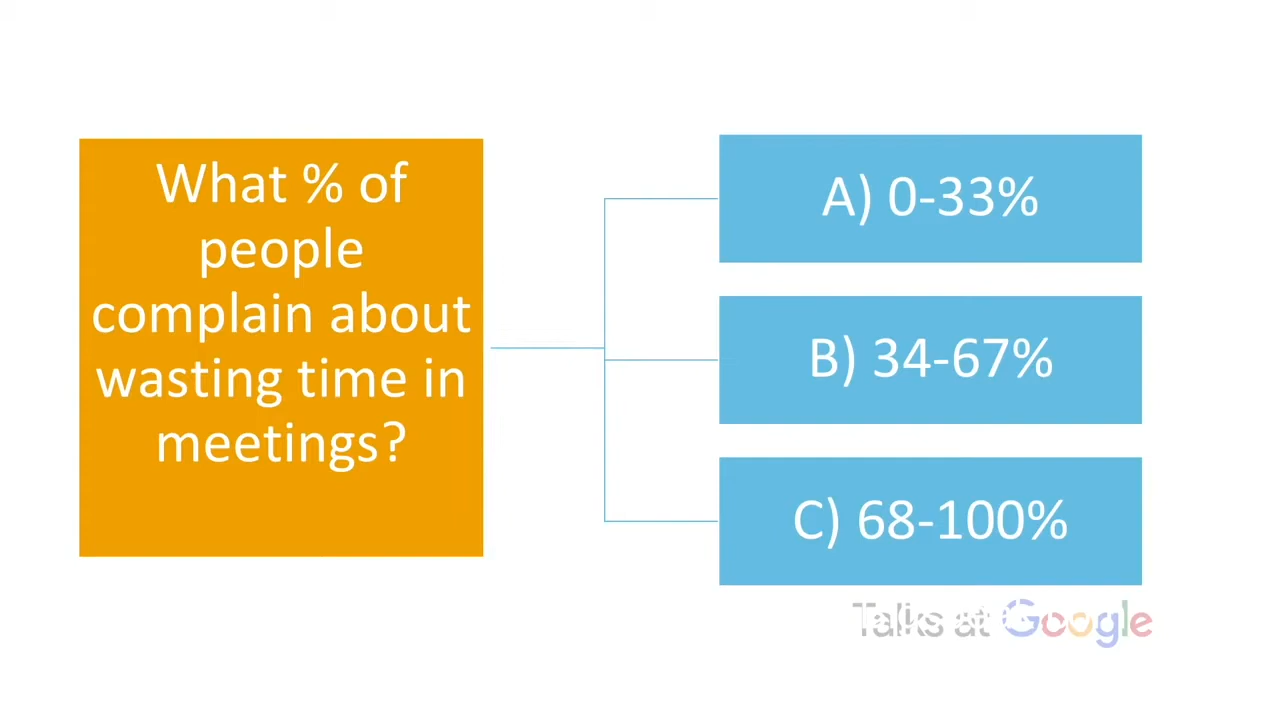 What % of
people
complain about
wasting time in
meetings?
A) 0-33%
B) 34-67%
C) 68-100%
Talks at Google